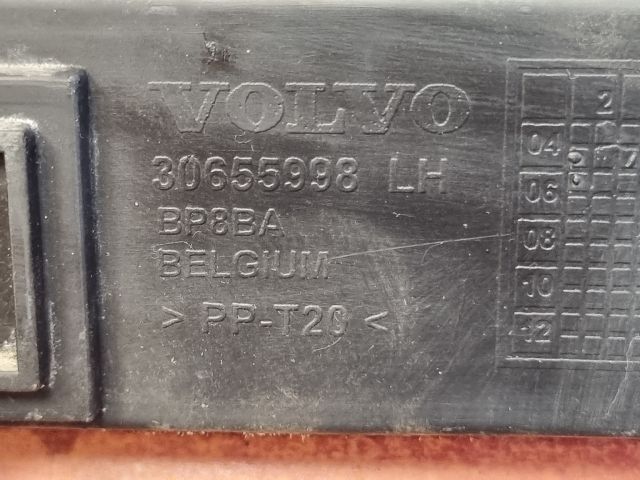 VOLVO
30655998 LH
BP8BA
BELGIUM
> PP-T20 <
2
04
06
08
10
12